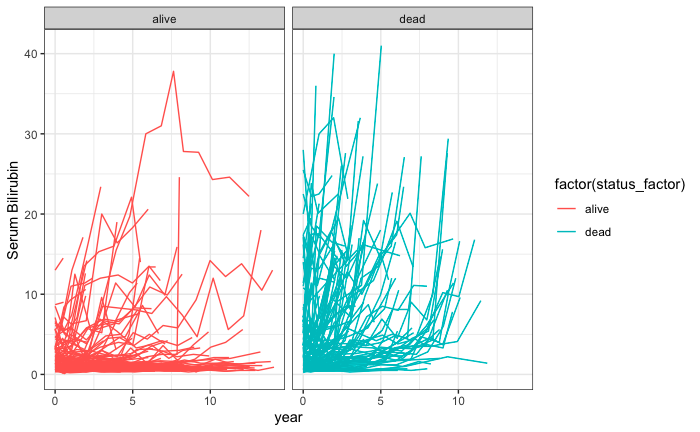 alive
dead
Serum Bilirubin
40
30
20
10
0
0
5
10
0
5
10
year
factor(status_factor)
alive
dead